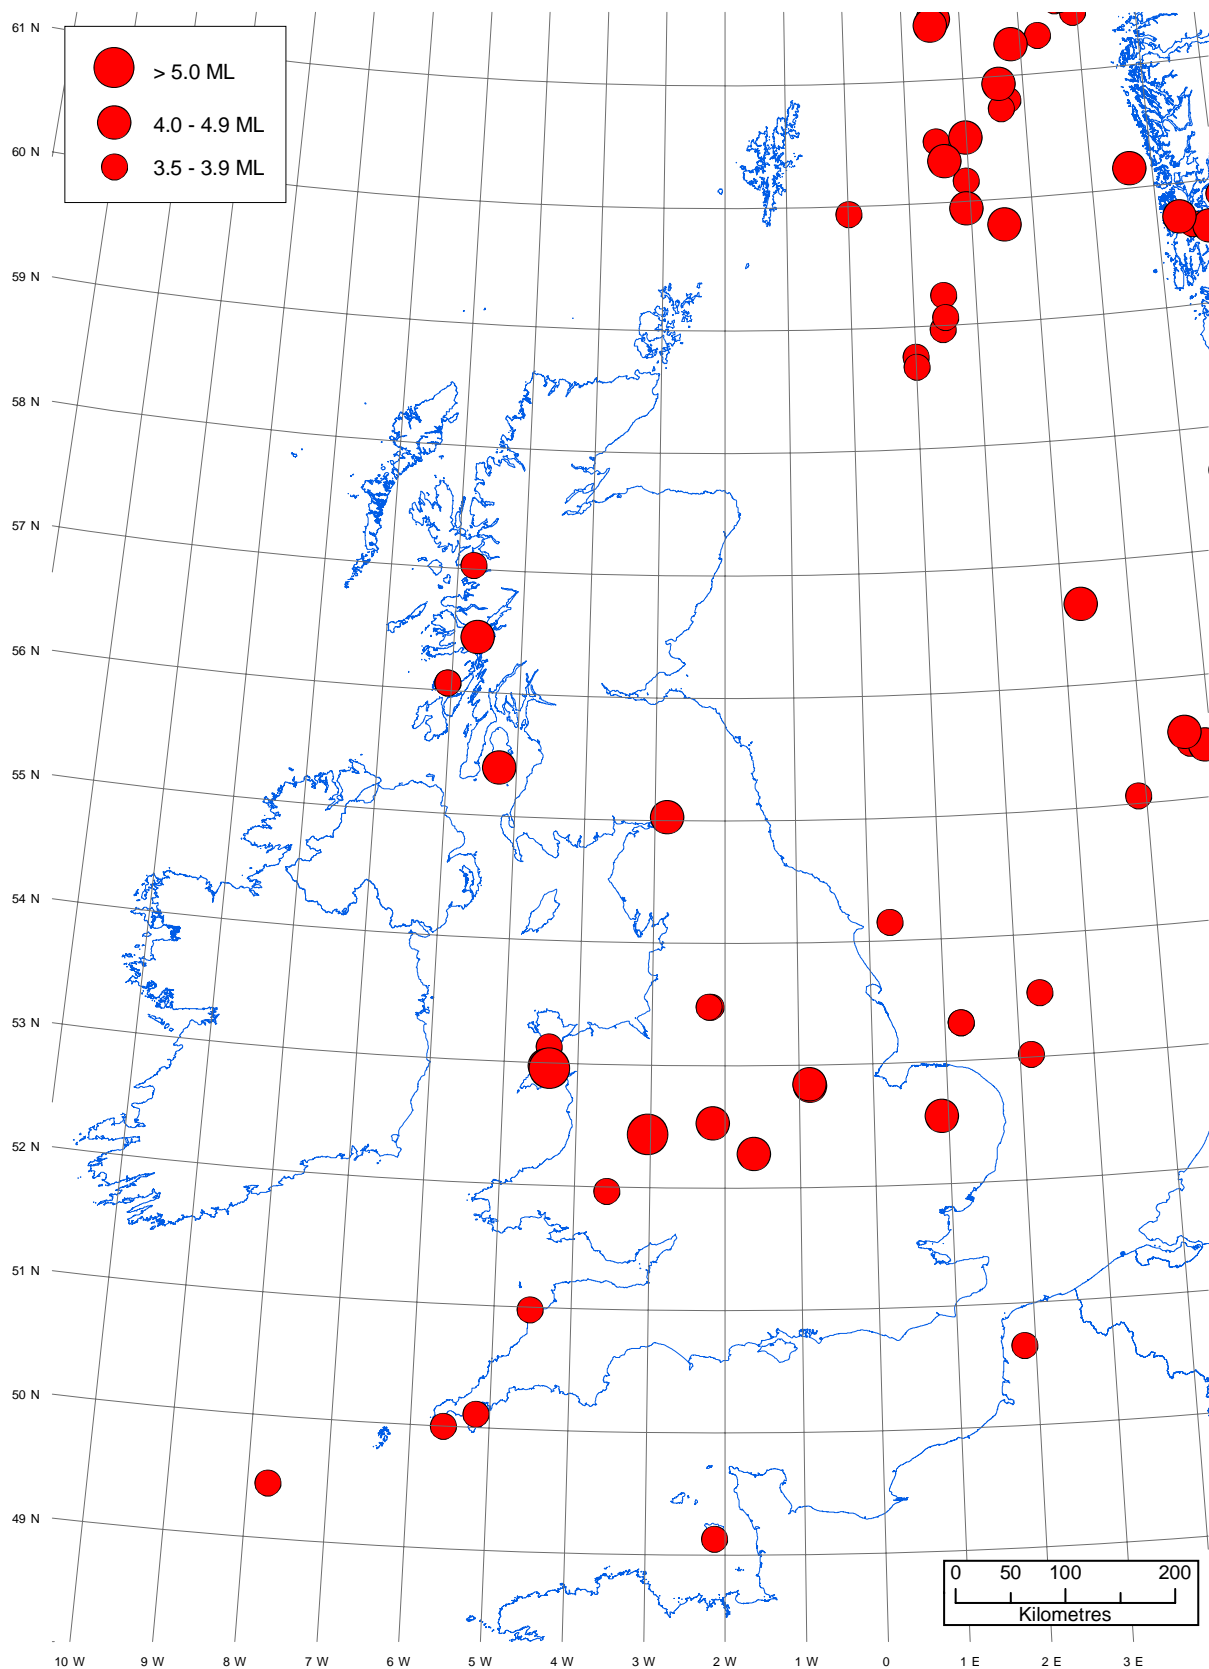 61 N
> 5.0 ML
4.0 - 4.9 ML
60 N
3.5 - 3.9 ML
59 N
58 N
57 N
56 N
55 N
54 N
53 N
52 N
51 N
50 N
49 N
0 50 100 200
Kilometres
10 W 9 W 8 W 7 W 6 W 5 W 4 W 3 W 2 W 1 W 0 1 E 2 E 3 E